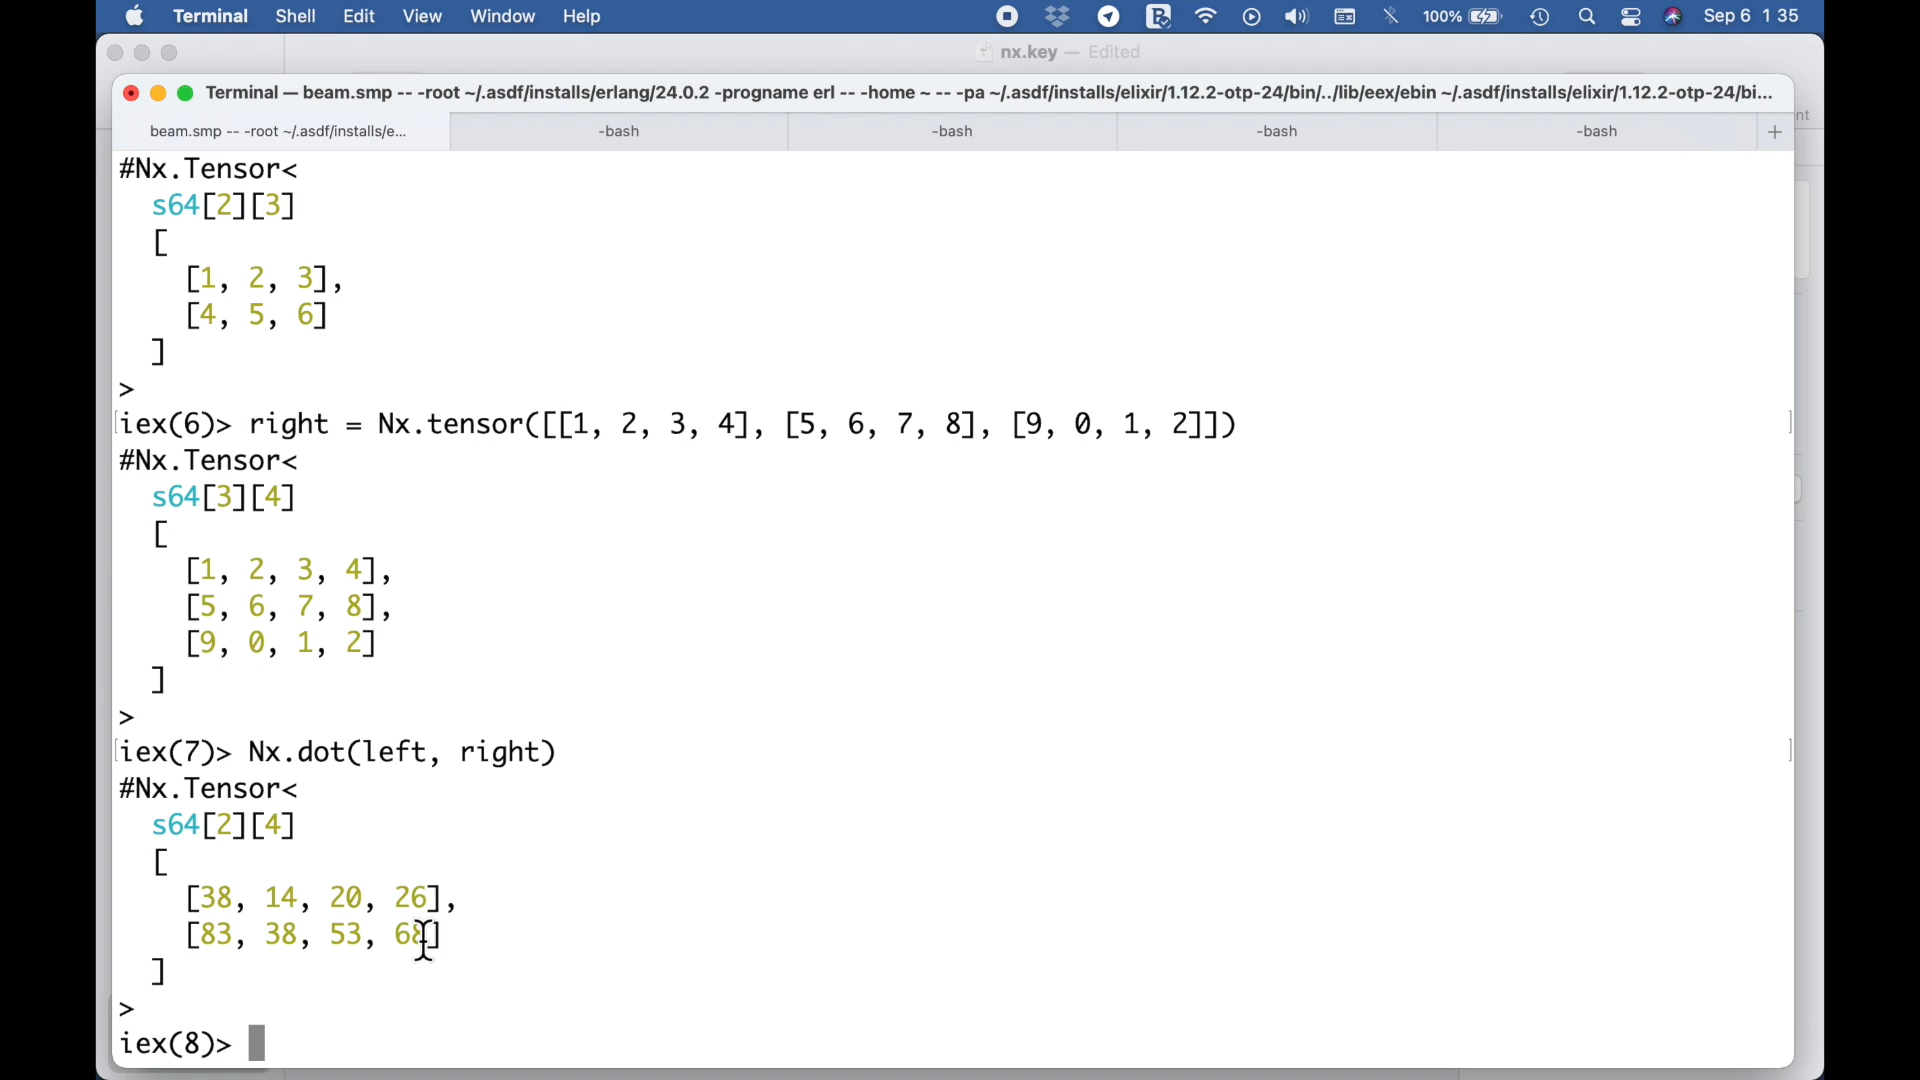 Terminal Shell Edit View Window Help 100% Sep 6 1 35
nx.key — Edited
Terminal — beam.smp -- -root ~/.asdf/installs/erlang/24.0.2 -progname erl -- -home ~ -- -pa ~/.asdf/installs/elixir/1.12.2-otp-24/bin/../lib/eex/ebin ~/.asdf/installs/elixir/1.12.2-otp-24/bi...
beam.smp -- -root ~/.asdf/installs/e... -bash -bash -bash -bash +
#Nx.Tensor<
s64[2][3]
[
[1, 2, 3],
[4, 5, 6]
]
>
iex(6)> right = Nx.tensor([[1, 2, 3, 4], [5, 6, 7, 8], [9, 0, 1, 2]])
#Nx.Tensor<
s64[3][4]
[
[1, 2, 3, 4],
[5, 6, 7, 8],
[9, 0, 1, 2]
]
>
iex(7)> Nx.dot(left, right)
#Nx.Tensor<
s64[2][4]
[
[38, 14, 20, 26],
[83, 38, 53, 68]
]
>
iex(8)>